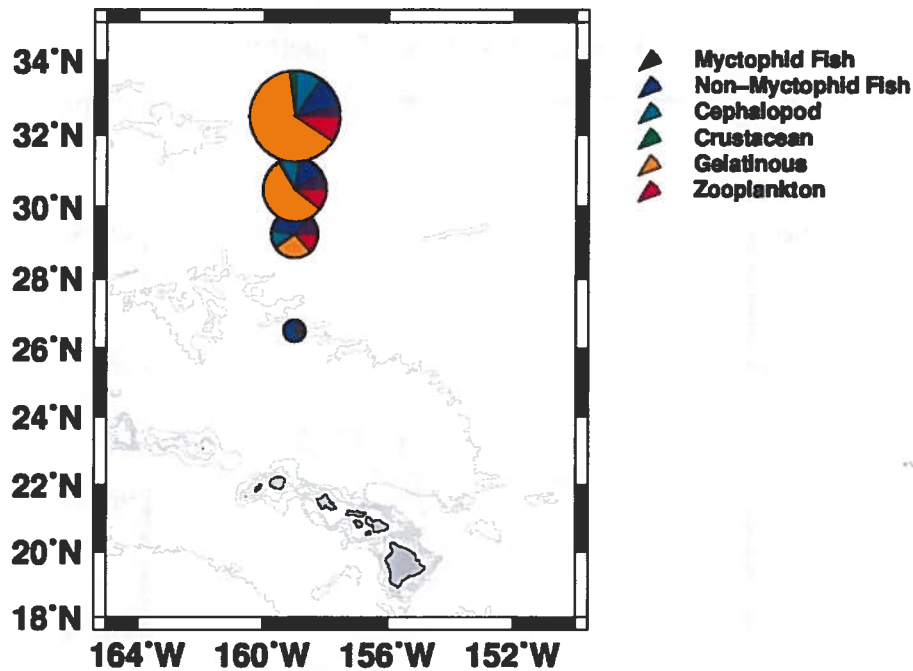 34°N
32°N
30°N
28°N
26°N
24°N
22°N
20°N
18°N
164°W
160°W
156°W
152°W
Myctophid Fish
Non-Myctophid Fish
Cephalopod
Crustacean
Gelatinous
Zooplankton